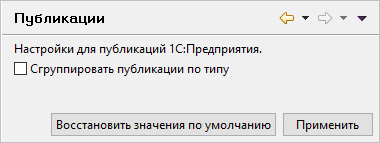 Публикации
Настройки для публикаций 1С:Предприятия.
Сгруппировать публикации по типу
Восстановить значения по умолчанию Применить